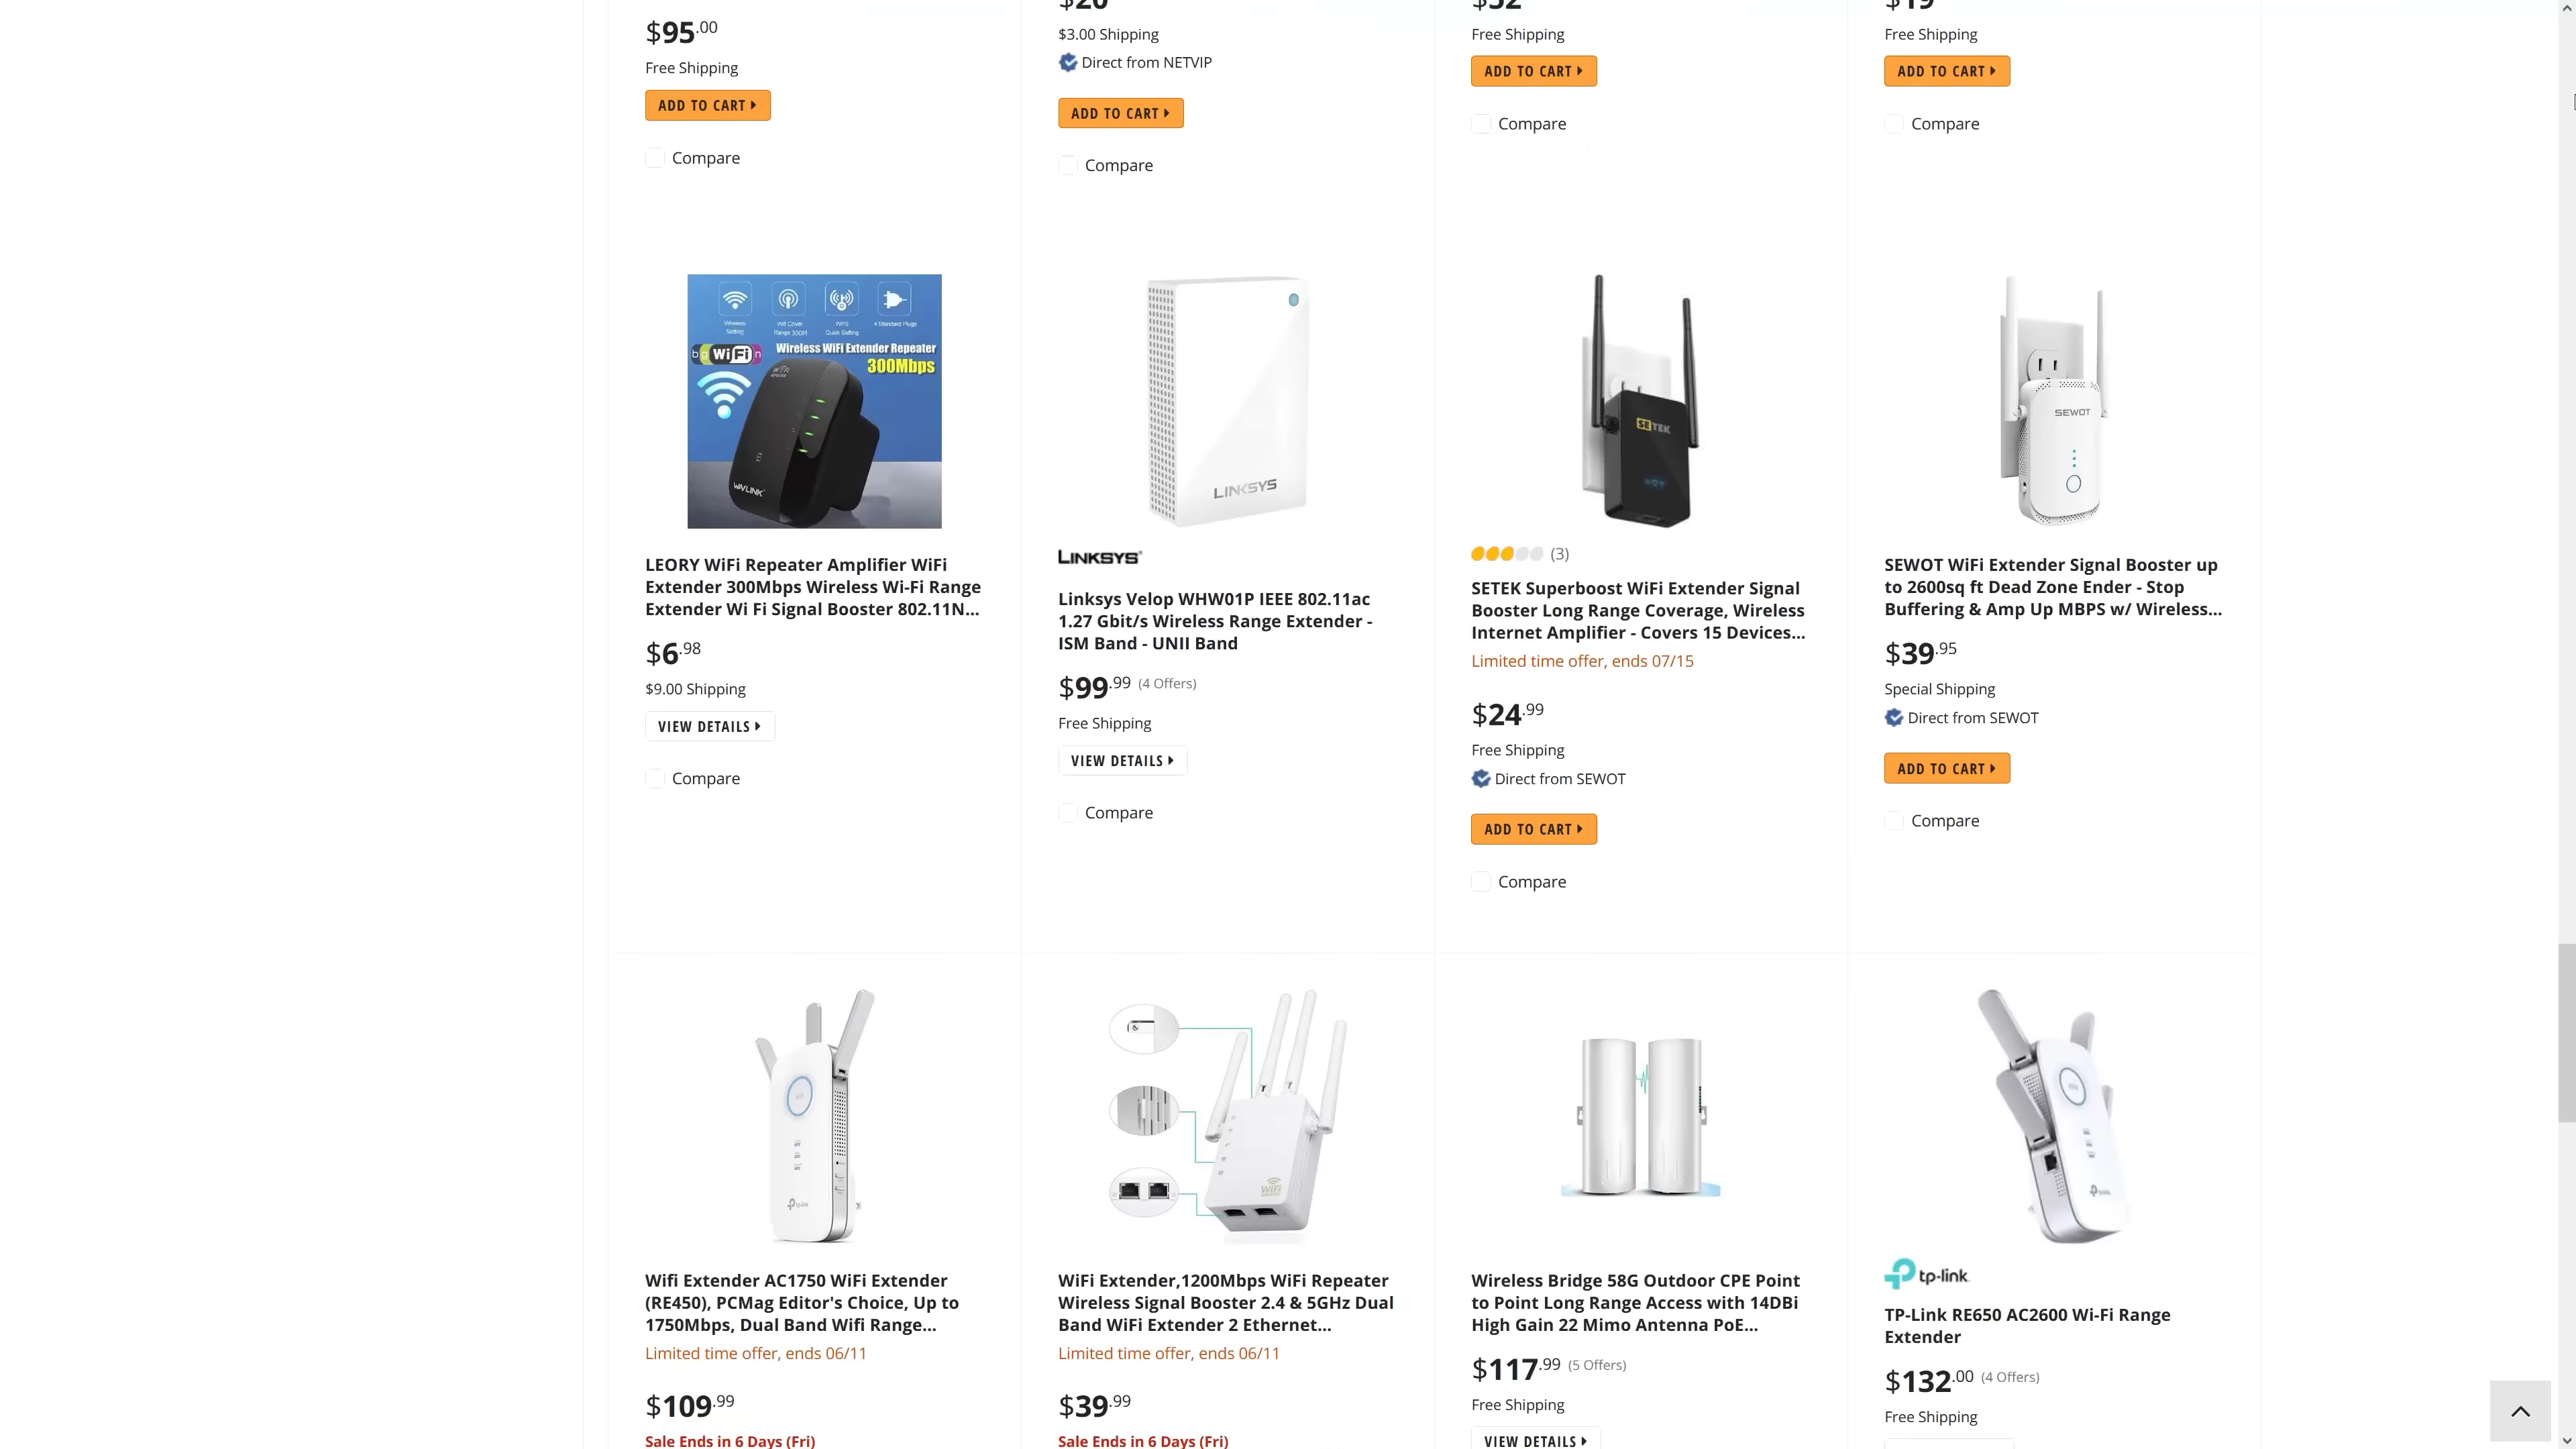 $95.00
Free Shipping
ADD TO CART
Compare
$3.00 Shipping
Direct from NETVIP
ADD TO CART
Compare
Free Shipping
ADD TO CART
Compare
Free Shipping
ADD TO CART
Compare
Wireless WiFi Extender Repeater
300Mbps
b g WiFi n
WAVLINK
LEORY WiFi Repeater Amplifier WiFi
Extender 300Mbps Wireless Wi-Fi Range
Extender Wi Fi Signal Booster 802.11N...
$6.98
$9.00 Shipping
VIEW DETAILS
Compare
LINKSYS
LINKSYS
Linksys Velop WHW01P IEEE 802.11ac
1.27 Gbit/s Wireless Range Extender -
ISM Band - UNII Band
$99.99 (4 Offers)
Free Shipping
VIEW DETAILS
Compare
SETEK
(3)
SETEK Superboost WiFi Extender Signal
Booster Long Range Coverage, Wireless
Internet Amplifier - Covers 15 Devices...
Limited time offer, ends 07/15
$24.99
Free Shipping
Direct from SEWOT
ADD TO CART
Compare
SEWOT
SEWOT WiFi Extender Signal Booster up
to 2600sq ft Dead Zone Ender - Stop
Buffering & Amp Up MBPS w/ Wireless...
$39.95
Special Shipping
Direct from SEWOT
ADD TO CART
Compare
tp-link
Wifi Extender AC1750 WiFi Extender
(RE450), PCMag Editor's Choice, Up to
1750Mbps, Dual Band Wifi Range...
Limited time offer, ends 06/11
$109.99
Sale Ends in 6 Days (Fri)
WiFi
WiFi Extender,1200Mbps WiFi Repeater
Wireless Signal Booster 2.4 & 5GHz Dual
Band WiFi Extender 2 Ethernet...
Limited time offer, ends 06/11
$39.99
Sale Ends in 6 Days (Fri)
Wireless Bridge 58G Outdoor CPE Point
to Point Long Range Access with 14DBi
High Gain 22 Mimo Antenna PoE...
$117.99 (5 Offers)
Free Shipping
VIEW DETAILS
tp-link
tp-link
TP-Link RE650 AC2600 Wi-Fi Range
Extender
$132.00 (4 Offers)
Free Shipping